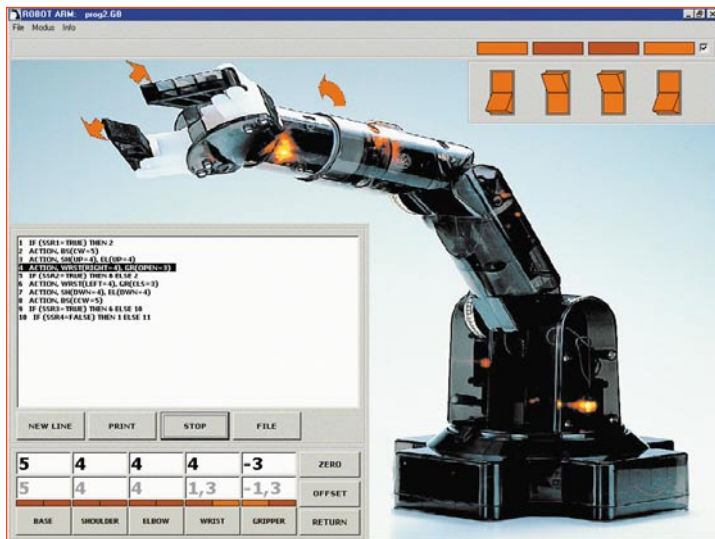 ROBOT ARM: prog2.GB
File Modus Info
1 IF (SSR1=TRUE) THEN 2
2 ACTION, BS(CW=5)
3 ACTION, SH(UP=4), EL(UP=4)
4 ACTION, WRST(RIGHT=4), GR(OPEN=3)
5 IF (SSR2=TRUE) THEN 6 ELSE 2
6 ACTION, WRST(LEFT=4), GR(CLS=3)
7 ACTION, SH(DWN=4), EL(DWN=4)
8 ACTION, BS(CCW=5)
9 IF (SSR3=TRUE) THEN 6 ELSE 10
10 IF (SSR4=FALSE) THEN 1 ELSE 11
NEW LINE PRINT STOP FILE
5 4 4 4 -3 ZERO
5 4 4 1,3 -1,3 OFFSET
BASE SHOULDER ELBOW WRIST GRIPPER RETURN